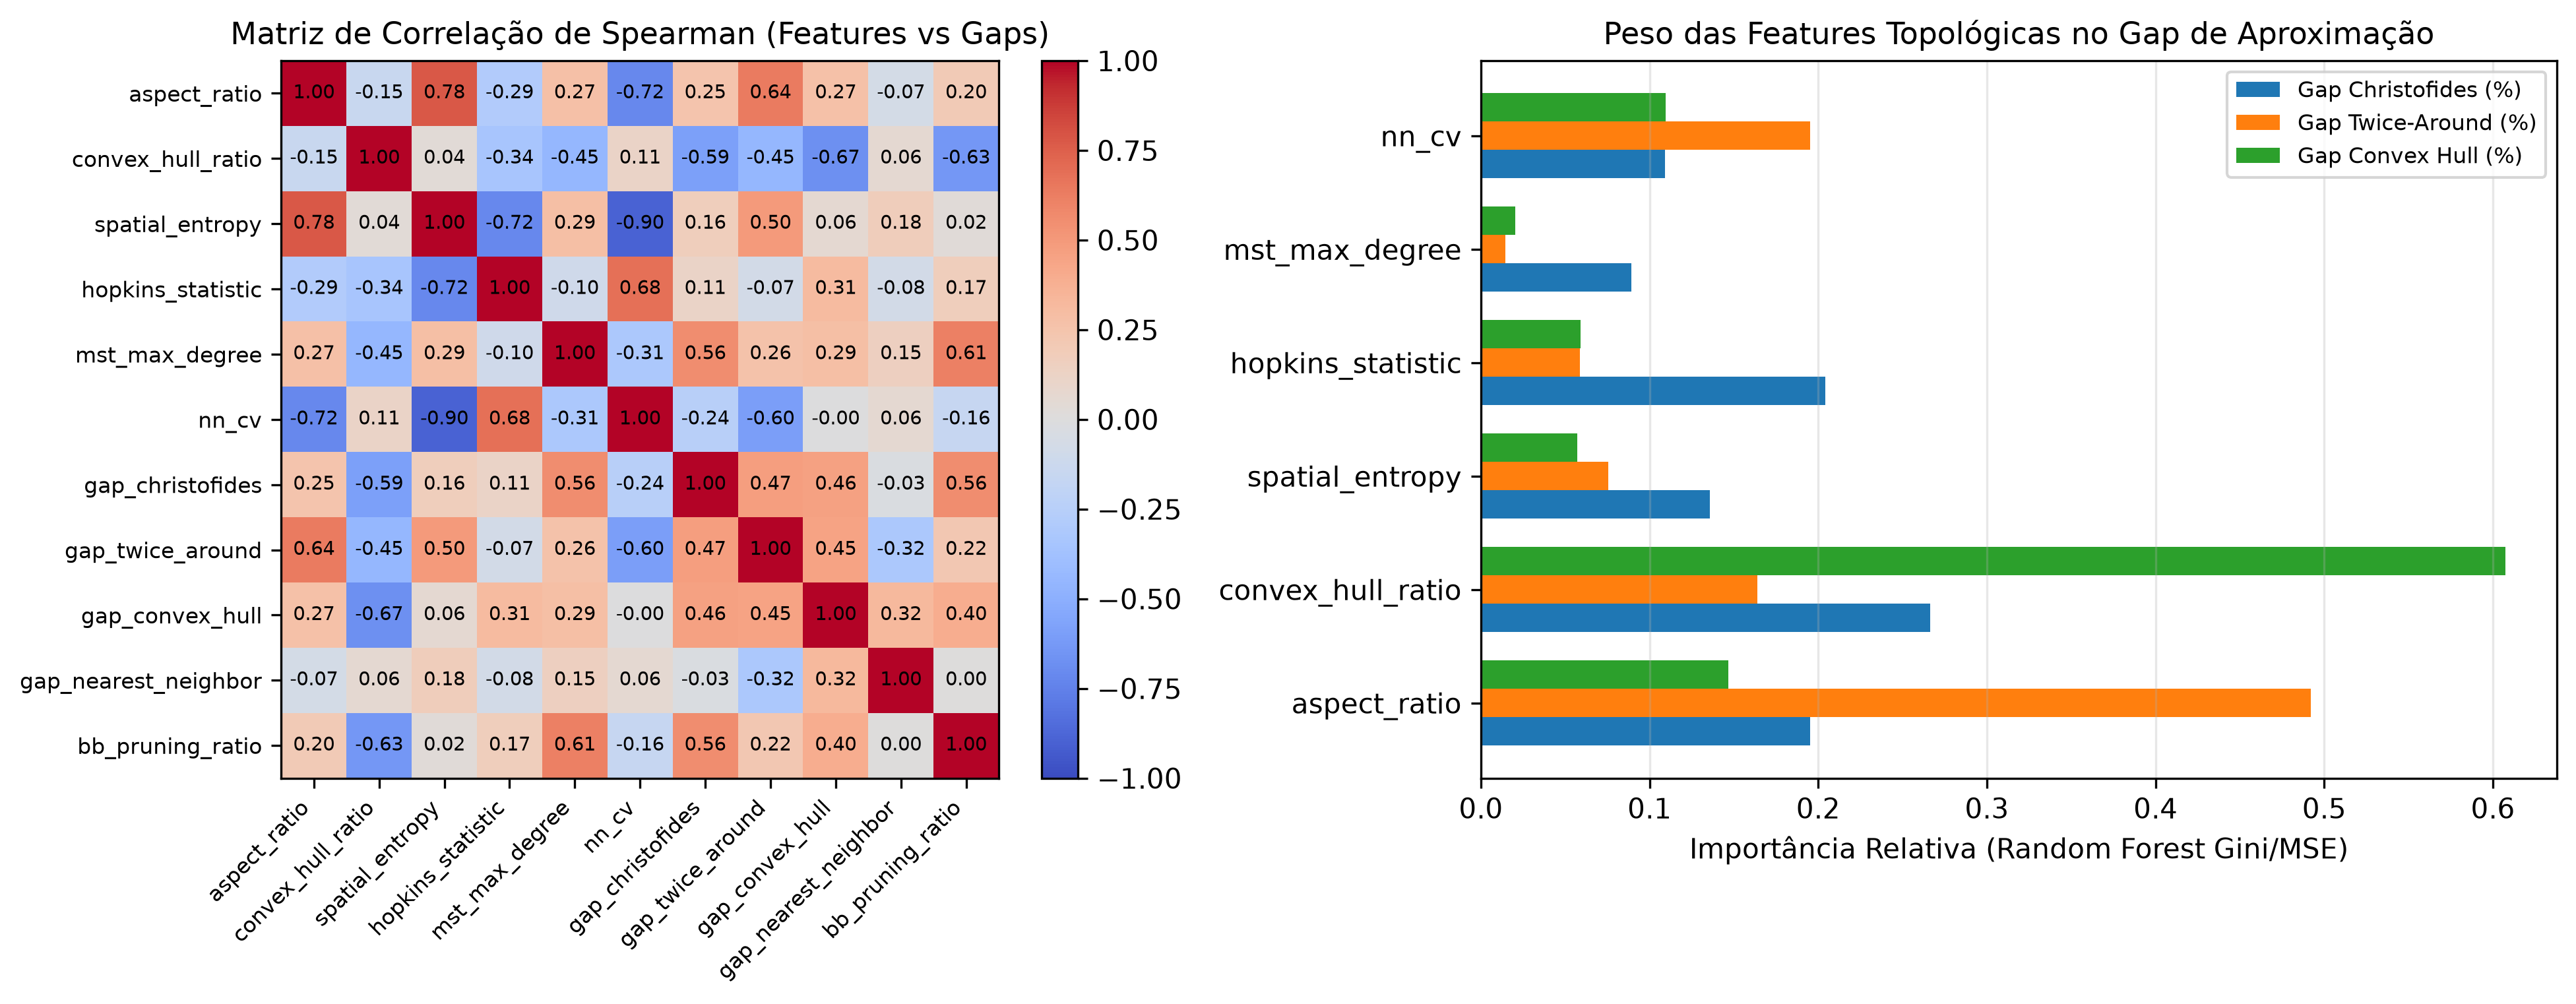 Matriz de Correlação de Spearman (Features vs Gaps)
aspect_ratio 1.00 -0.15 0.78 -0.29 0.27 -0.72 0.25 0.64 0.27 -0.07 0.20
convex_hull_ratio -0.15 1.00 0.04 -0.34 -0.45 0.11 -0.59 -0.45 -0.67 0.06 -0.63
spatial_entropy 0.78 0.04 1.00 -0.72 0.29 -0.90 0.16 0.50 0.06 0.18 0.02
hopkins_statistic -0.29 -0.34 -0.72 1.00 -0.10 0.68 0.11 -0.07 0.31 -0.08 0.17
mst_max_degree 0.27 -0.45 0.29 -0.10 1.00 -0.31 0.56 0.26 0.29 0.15 0.61
nn_cv -0.72 0.11 -0.90 0.68 -0.31 1.00 -0.24 -0.60 -0.00 0.06 -0.16
gap_christofides 0.25 -0.59 0.16 0.11 0.56 -0.24 1.00 0.47 0.46 -0.03 0.56
gap_twice_around 0.64 -0.45 0.50 -0.07 0.26 -0.60 0.47 1.00 0.45 -0.32 0.22
gap_convex_hull 0.27 -0.67 0.06 0.31 0.29 -0.00 0.46 0.45 1.00 0.32 0.40
gap_nearest_neighbor -0.07 0.06 0.18 -0.08 0.15 0.06 -0.03 -0.32 0.32 1.00 0.00
bb_pruning_ratio 0.20 -0.63 0.02 0.17 0.61 -0.16 0.56 0.22 0.40 0.00 1.00
aspect_ratio
convex_hull_ratio
spatial_entropy
hopkins_statistic
mst_max_degree
nn_cv
gap_christofides
gap_twice_around
gap_convex_hull
gap_nearest_neighbor
bb_pruning_ratio
1.00
0.75
0.50
0.25
0.00
−0.25
−0.50
−0.75
−1.00
Peso das Features Topológicas no Gap de Aproximação
Gap Christofides (%)
Gap Twice-Around (%)
Gap Convex Hull (%)
nn_cv
mst_max_degree
hopkins_statistic
spatial_entropy
convex_hull_ratio
aspect_ratio
0.0 0.1 0.2 0.3 0.4 0.5 0.6
Importância Relativa (Random Forest Gini/MSE)